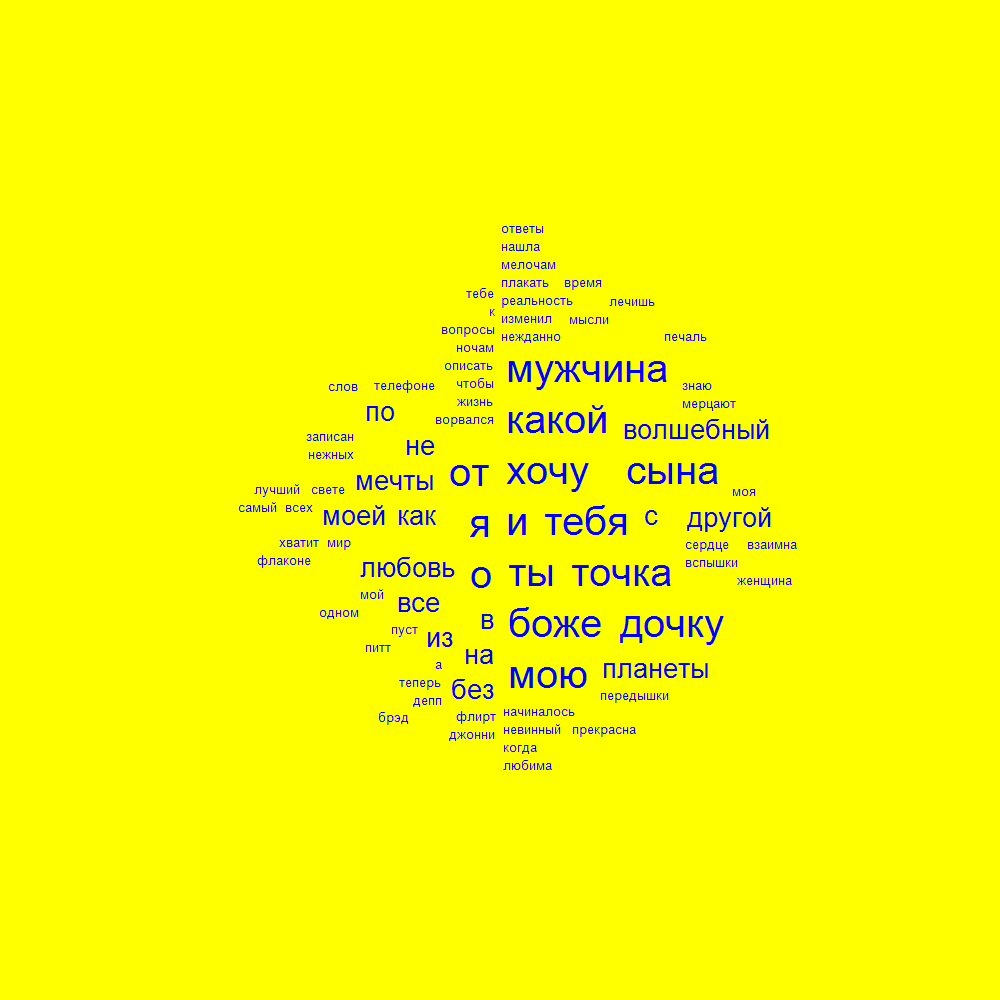 ответы
нашла
мелочам
плакать время
тебе реальность лечишь
к изменил мысли
вопросы нежданно печаль
ночам
описать мужчина
слов телефоне чтобы знаю
жизнь мерцают
по ворвался какой волшебный
записан не
нежных
мечты от хочу сына
лучший свете моя
самый всех моей как я и тебя с другой
хватит мир сердце взаимна
флаконе вспышки
любовь о ты точка женщина
мой все
одном в боже дочку
пуст из
питт на
а мою планеты
теперь без передышки
депп
брэд флирт начиналось
джонни невинный прекрасна
когда
любима